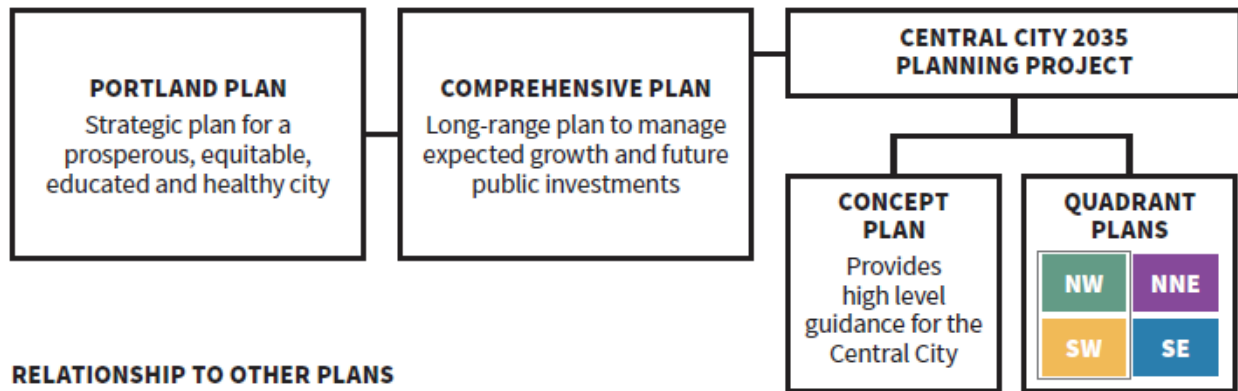 PORTLAND PLAN
Strategic plan for a
prosperous, equitable,
educated and healthy city
COMPREHENSIVE PLAN
Long-range plan to manage
expected growth and future
public investments
CENTRAL CITY 2035
PLANNING PROJECT
CONCEPT
PLAN
Provides
high level
guidance for the
Central City
QUADRANT
PLANS
NW
NNE
SW
SE
RELATIONSHIP TO OTHER PLANS